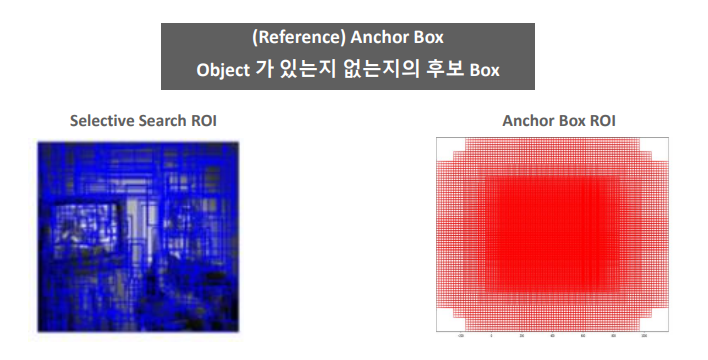 (Reference) Anchor Box
Object 가 있는지 없는지의 후보 Box
Selective Search ROI
Anchor Box ROI